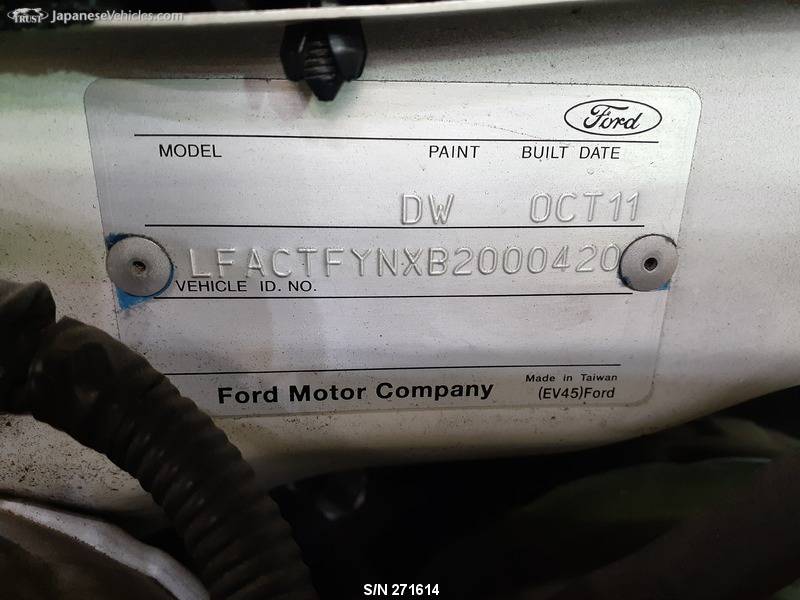 TRUST JapaneseVehicles.com
Ford
MODEL PAINT BUILT DATE
DW OCT11
LFACTFYNXB2000420
VEHICLE ID. NO.
Made in Taiwan
Ford Motor Company (EV45)Ford
S/N 271614